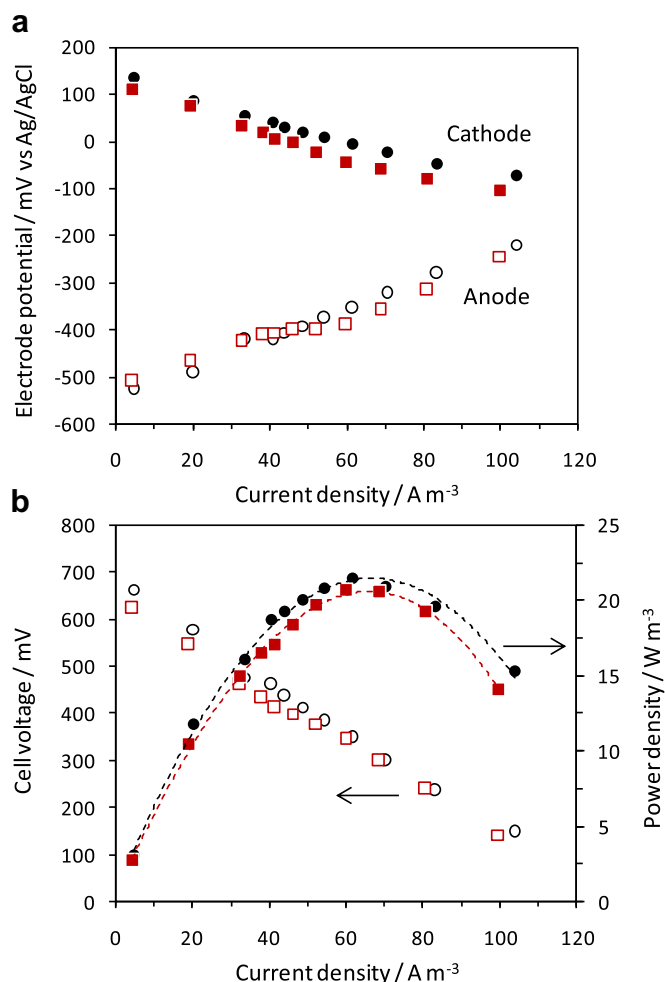 a
200
100
0
-100
-200
-300
-400
-500
-600
Electrode potential / mV vs Ag/AgCl
Cathode
Anode
0 20 40 60 80 100 120
Current density / A m-3
b
800
700
600
500
400
300
200
100
0
Cell voltage / mV
25
20
15
10
5
0
Power density / W m-3
0 20 40 60 80 100 120
Current density / A m-3